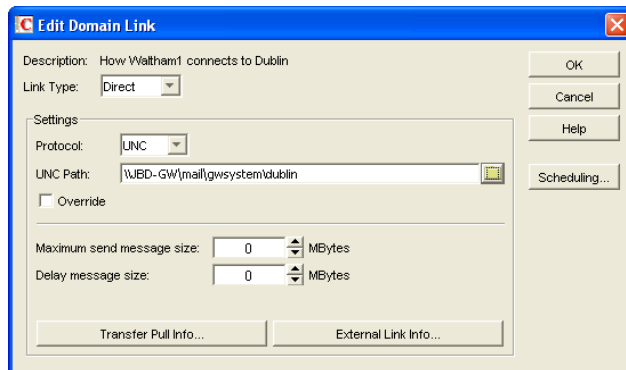 C Edit Domain Link
Description: How Waltham1 connects to Dublin
OK
Link Type: Direct
Cancel
Settings
Help
Protocol: UNC
UNC Path: \\JBD-GW\mail\gwsystem\dublin
Scheduling...
Override
Maximum send message size: 0 MBytes
Delay message size: 0 MBytes
Transfer Pull Info...
External Link Info...